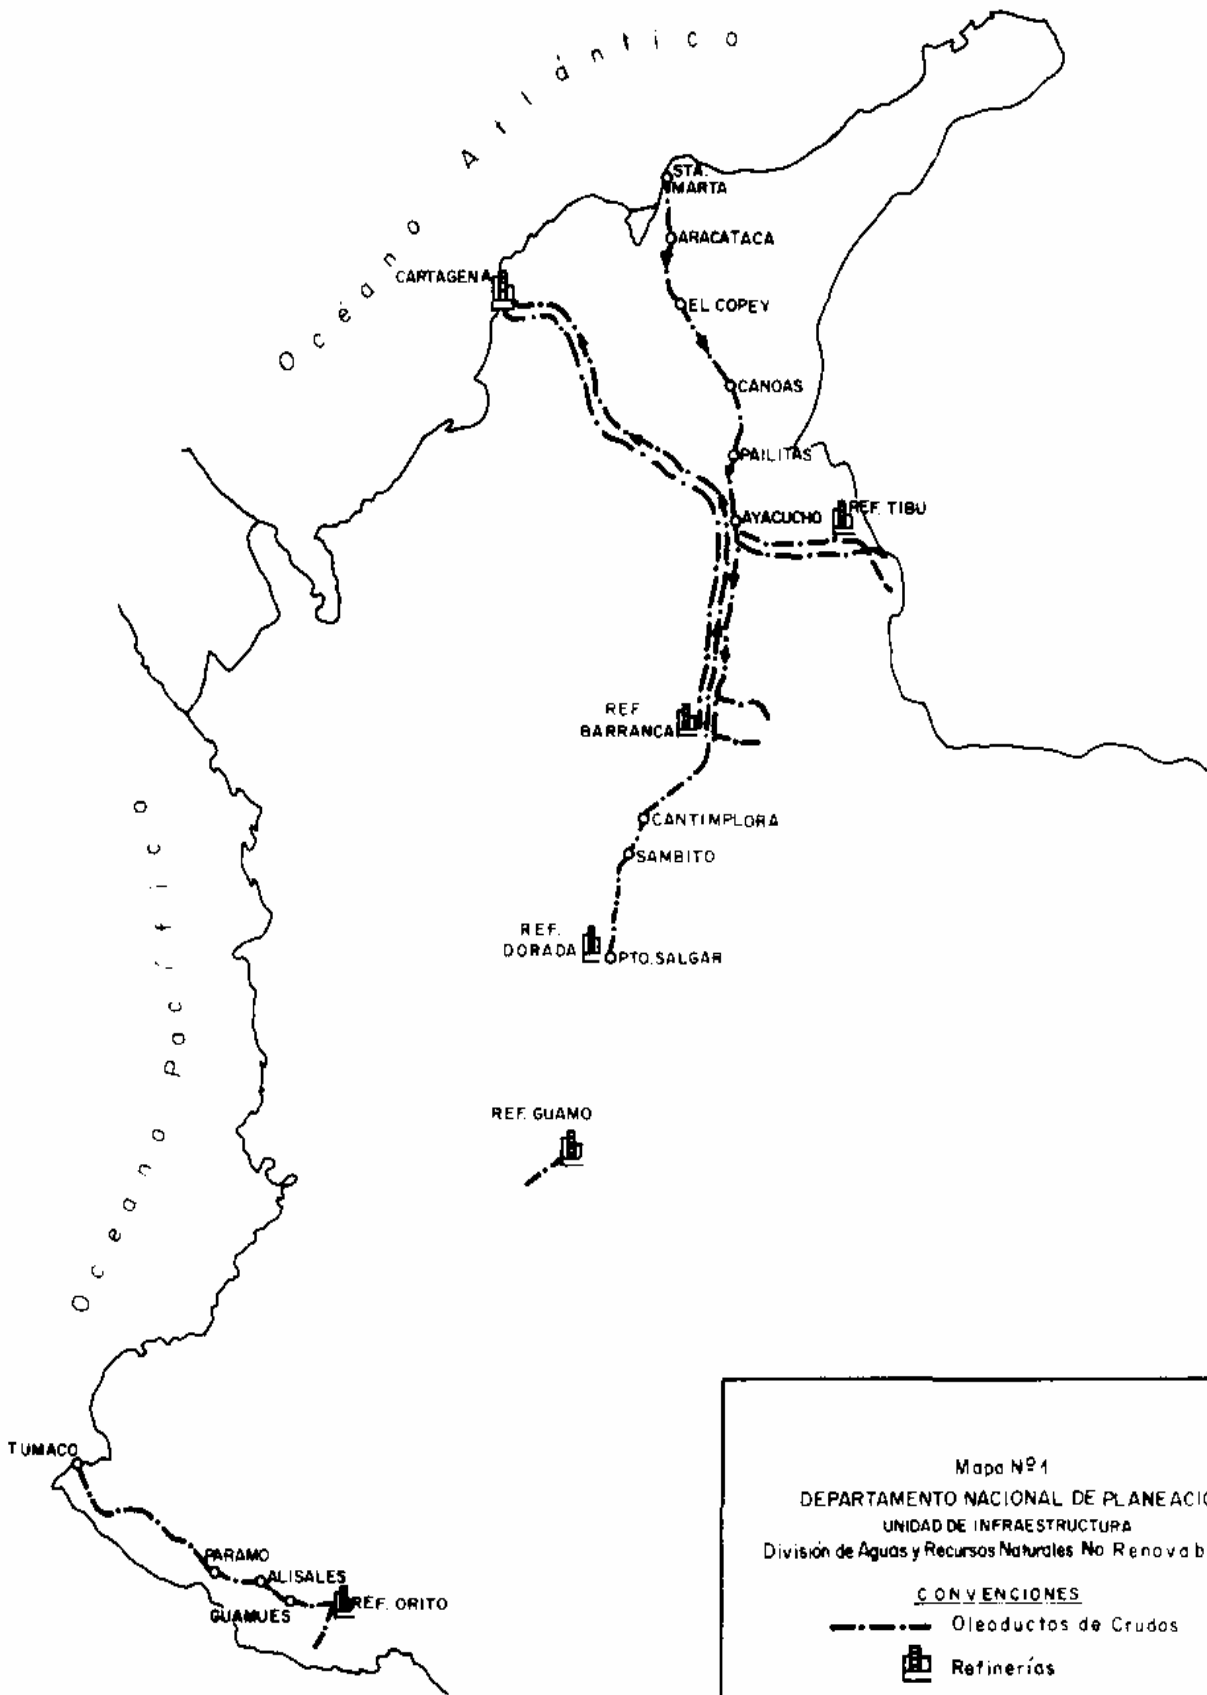 Océano Atlántico
STA.
MARTA
ARACATACA
CARTAGENA
EL COPEY
CANOAS
PAILITAS
AYACUCHO
REF. TIBU
REF
BARRANCA
CANTIMPLORA
SAMBITO
REF.
DORADA
PTO. SALGAR
Oceano Pacífico
REF. GUAMO
TUMACO
PARAMO
ALISALES
GUAMUES
REF. ORITO
Mapa Nº 1
DEPARTAMENTO NACIONAL DE PLANEACIO
UNIDAD DE INFRAESTRUCTURA
División de Aguas y Recursos Naturales No Renovab
CONVENCIONES
Oleoductos de Crudos
Refinerías